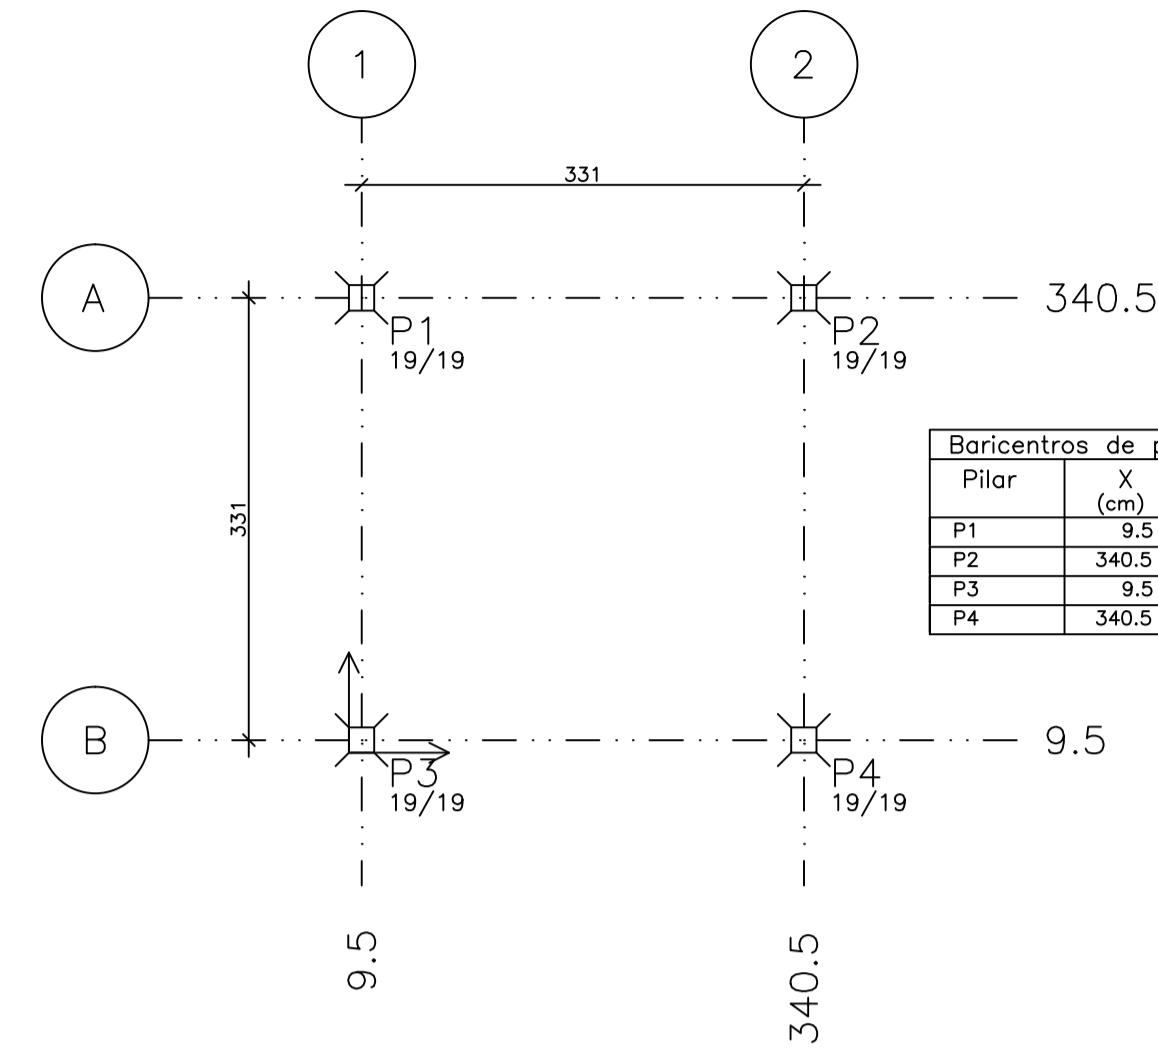 1
2
331
A
340.5
P1
19/19
P2
19/19
331
Baricentros de
Pilar
X
(cm)
P1 9.5
P2 340.5
P3 9.5
P4 340.5
B
9.5
P3
19/19
P4
19/19
9.5
340.5